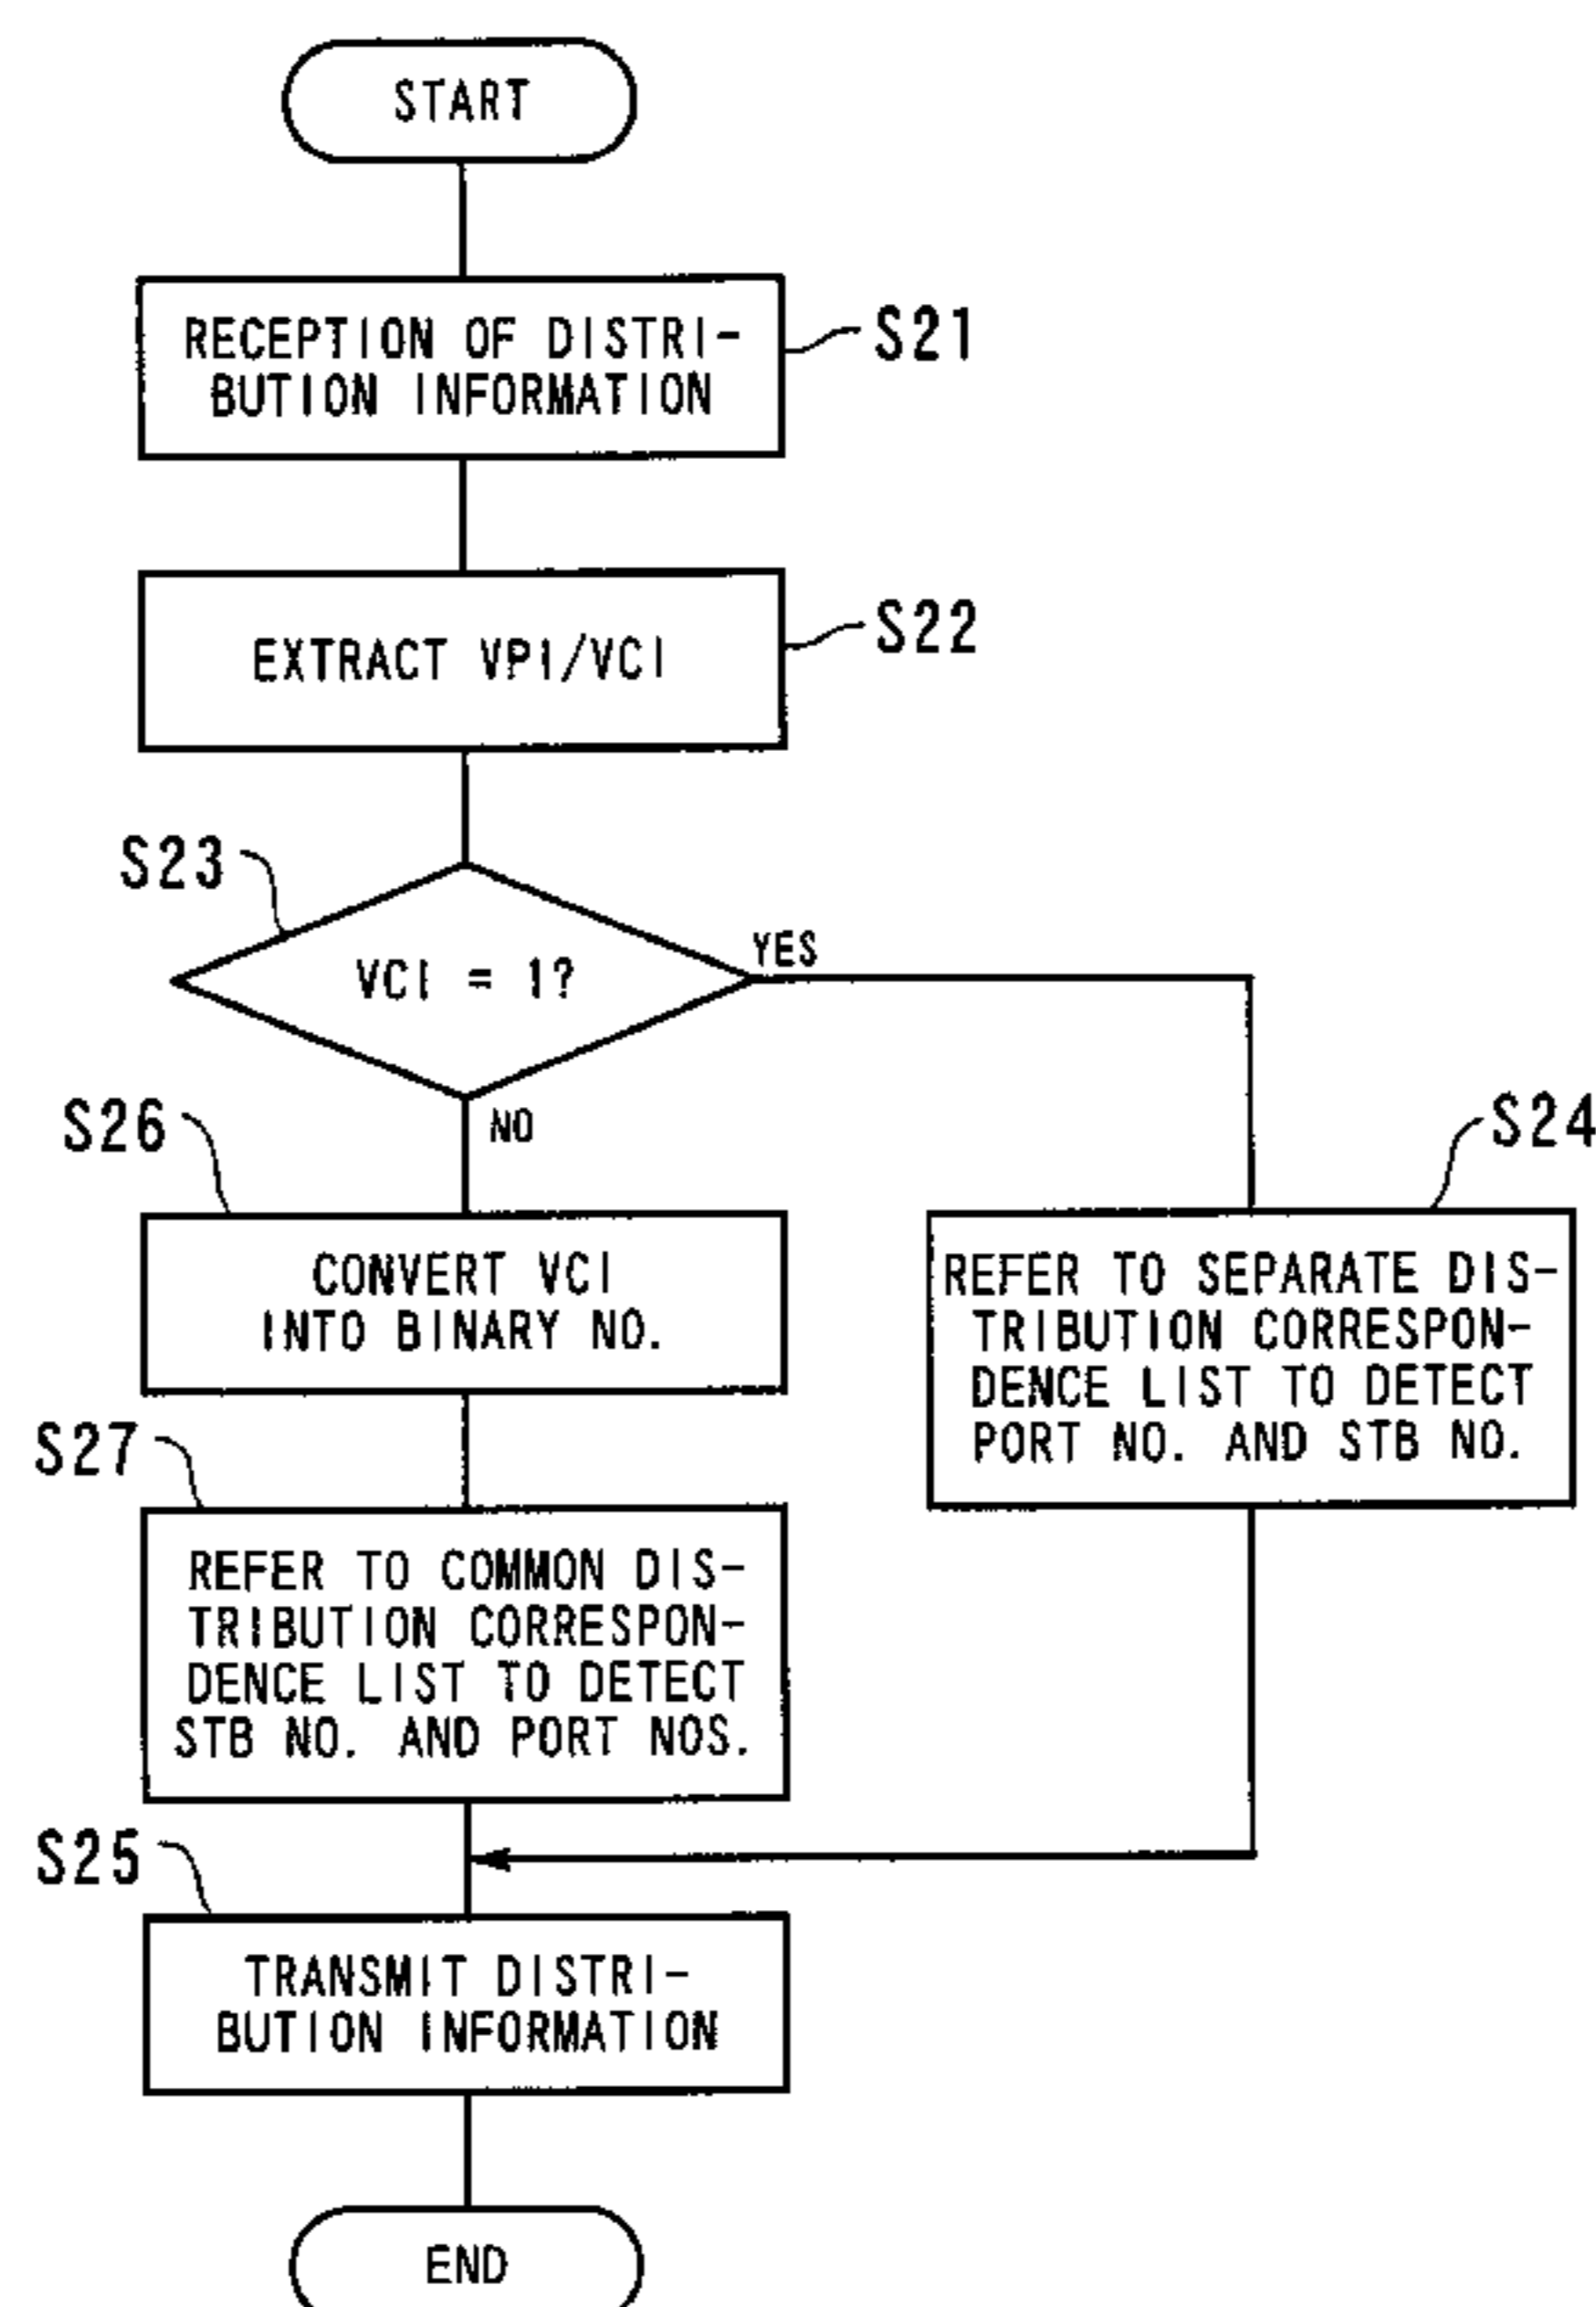 START
RECEPTION OF DISTRI-
BUTION INFORMATION
S21
EXTRACT VPI/VCI
S22
S23
VCI = 1?
YES
NO
S26
CONVERT VCI
INTO BINARY NO.
S24
REFER TO SEPARATE DIS-
TRIBUTION CORRESPON-
DENCE LIST TO DETECT
PORT NO. AND STB NO.
S27
REFER TO COMMON DIS-
TRIBUTION CORRESPON-
DENCE LIST TO DETECT
STB NO. AND PORT NOS.
S25
TRANSMIT DISTRI-
BUTION INFORMATION
END